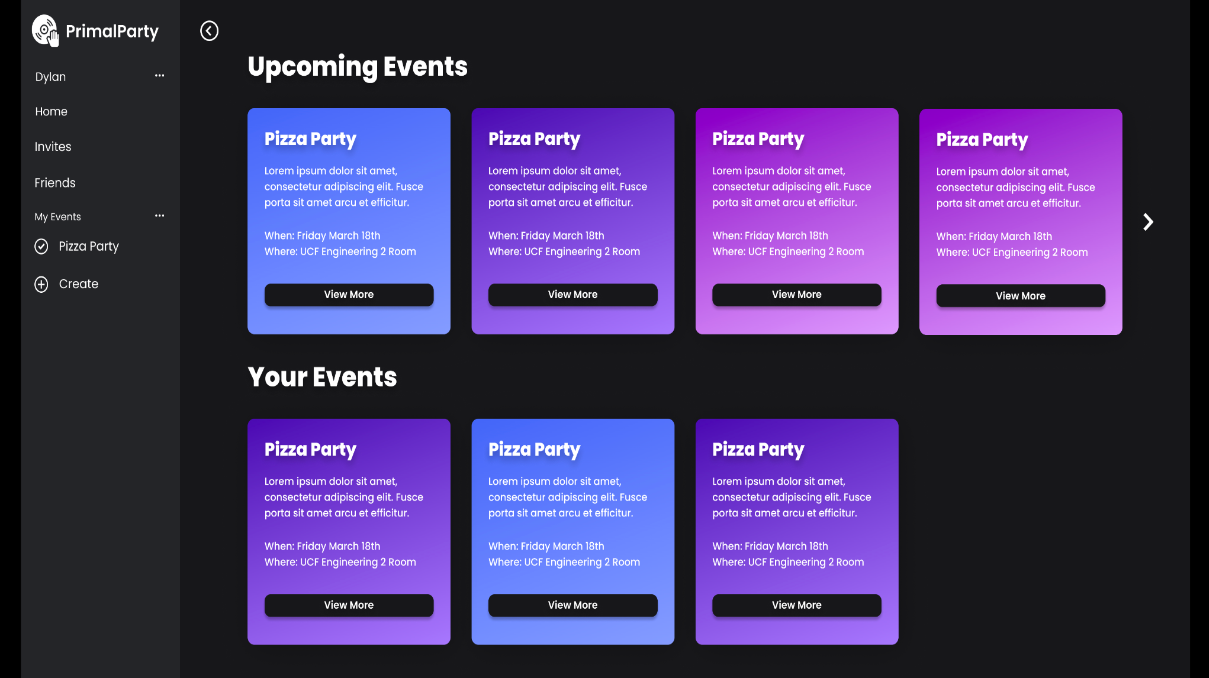 PrimalParty
Dylan
Home
Invites
Friends
My Events
Pizza Party
Create
Upcoming Events
Pizza Party
Lorem ipsum dolor sit amet,
consectetur adipiscing elit. Fusce
porta sit amet arcu et efficitur.
When: Friday March 18th
Where: UCF Engineering 2 Room
View More
Pizza Party
Lorem ipsum dolor sit amet,
consectetur adipiscing elit. Fusce
porta sit amet arcu et efficitur.
When: Friday March 18th
Where: UCF Engineering 2 Room
View More
Pizza Party
Lorem ipsum dolor sit amet,
consectetur adipiscing elit. Fusce
porta sit amet arcu et efficitur.
When: Friday March 18th
Where: UCF Engineering 2 Room
View More
Pizza Party
Lorem ipsum dolor sit amet,
consectetur adipiscing elit. Fusce
porta sit amet arcu et efficitur.
When: Friday March 18th
Where: UCF Engineering 2 Room
View More
Your Events
Pizza Party
Lorem ipsum dolor sit amet,
consectetur adipiscing elit. Fusce
porta sit amet arcu et efficitur.
When: Friday March 18th
Where: UCF Engineering 2 Room
View More
Pizza Party
Lorem ipsum dolor sit amet,
consectetur adipiscing elit. Fusce
porta sit amet arcu et efficitur.
When: Friday March 18th
Where: UCF Engineering 2 Room
View More
Pizza Party
Lorem ipsum dolor sit amet,
consectetur adipiscing elit. Fusce
porta sit amet arcu et efficitur.
When: Friday March 18th
Where: UCF Engineering 2 Room
View More